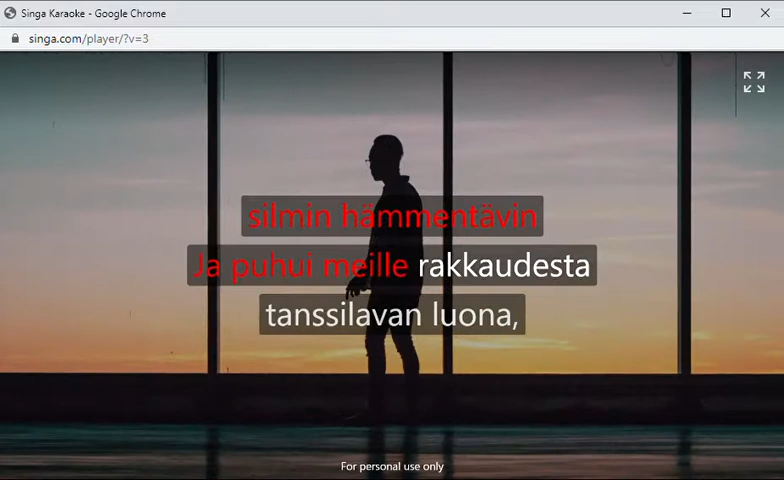 Singa Karaoke - Google Chrome
singa.com/player/?v=3
silmin hämmentävin
Ja puhui meille rakkaudesta
tanssilavan luona,
For personal use only